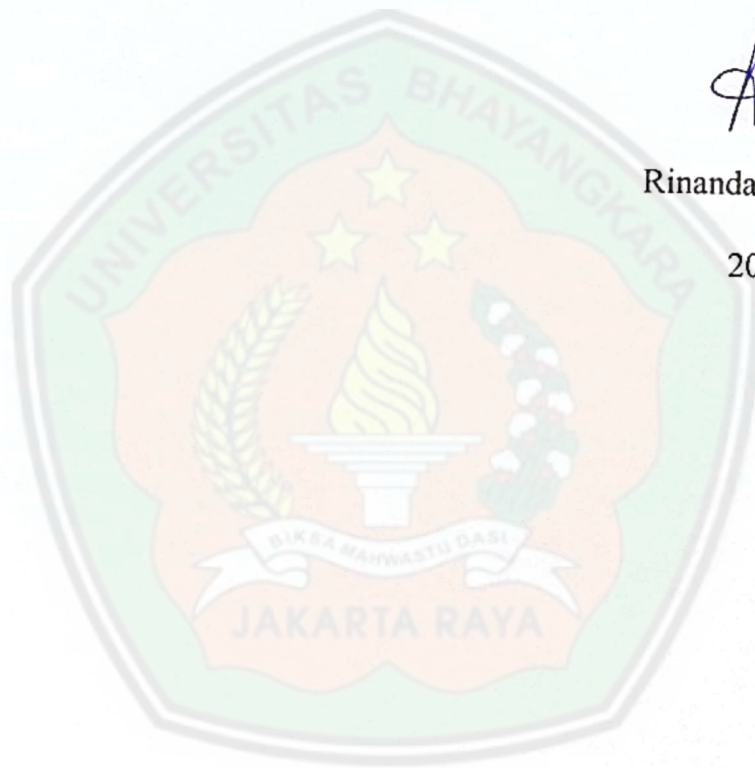 UNIVERSITAS BHAYANGKARA
Rinanda
20
BIKSA MAHWASTU DASI
JAKARTA RAYA